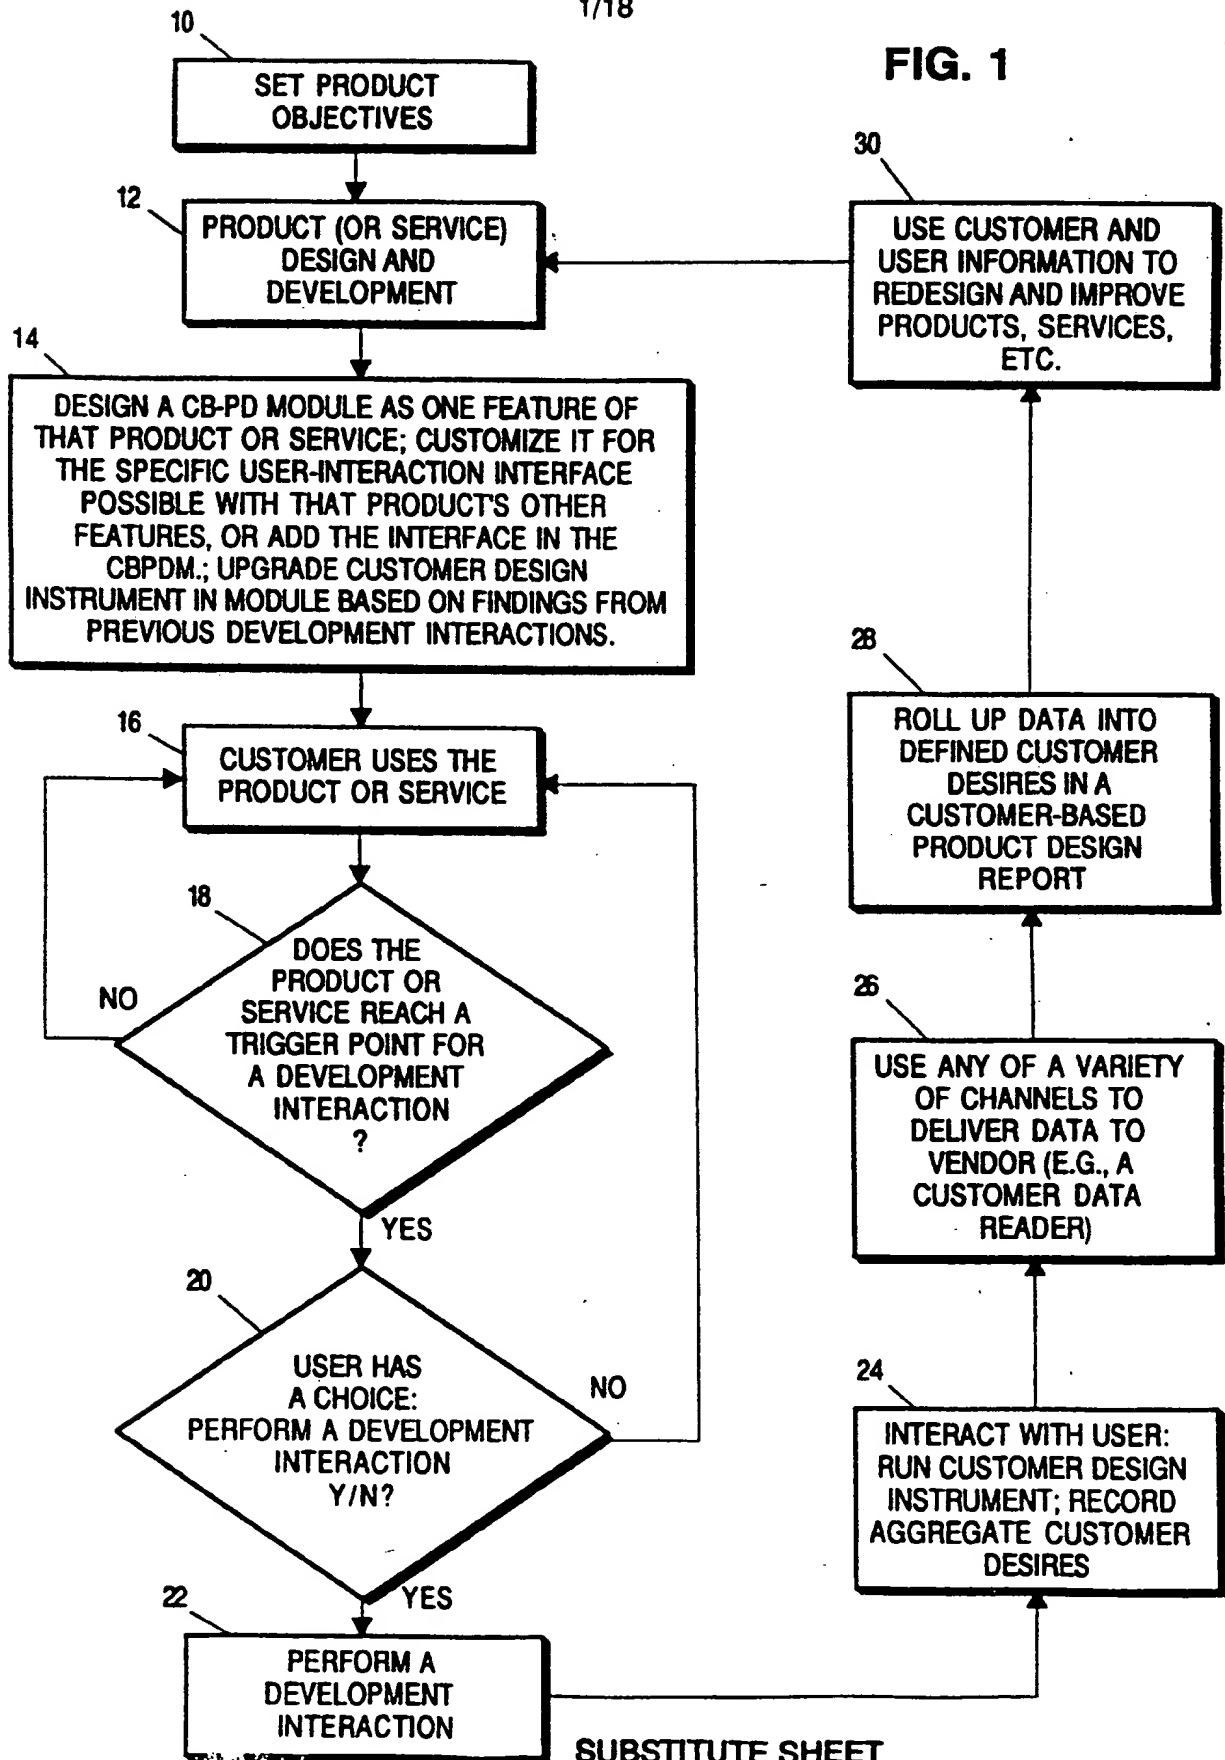 1/18
FIG. 1
10
SET PRODUCT
OBJECTIVES
12
PRODUCT (OR SERVICE)
DESIGN AND
DEVELOPMENT
14
DESIGN A CB-PD MODULE AS ONE FEATURE OF
THAT PRODUCT OR SERVICE; CUSTOMIZE IT FOR
THE SPECIFIC USER-INTERACTION INTERFACE
POSSIBLE WITH THAT PRODUCT'S OTHER
FEATURES, OR ADD THE INTERFACE IN THE
CBPDM.; UPGRADE CUSTOMER DESIGN
INSTRUMENT IN MODULE BASED ON FINDINGS FROM
PREVIOUS DEVELOPMENT INTERACTIONS.
16
CUSTOMER USES THE
PRODUCT OR SERVICE
18
DOES THE
PRODUCT OR
SERVICE REACH A
TRIGGER POINT FOR
A DEVELOPMENT
INTERACTION
?
NO
YES
20
USER HAS
A CHOICE:
PERFORM A DEVELOPMENT
INTERACTION
Y/N?
NO
YES
22
PERFORM A
DEVELOPMENT
INTERACTION
24
INTERACT WITH USER:
RUN CUSTOMER DESIGN
INSTRUMENT; RECORD
AGGREGATE CUSTOMER
DESIRES
26
USE ANY OF A VARIETY
OF CHANNELS TO
DELIVER DATA TO
VENDOR (E.G., A
CUSTOMER DATA
READER)
28
ROLL UP DATA INTO
DEFINED CUSTOMER
DESIRES IN A
CUSTOMER-BASED
PRODUCT DESIGN
REPORT
30
USE CUSTOMER AND
USER INFORMATION TO
REDESIGN AND IMPROVE
PRODUCTS, SERVICES,
ETC.
SUBSTITUTE SHEET